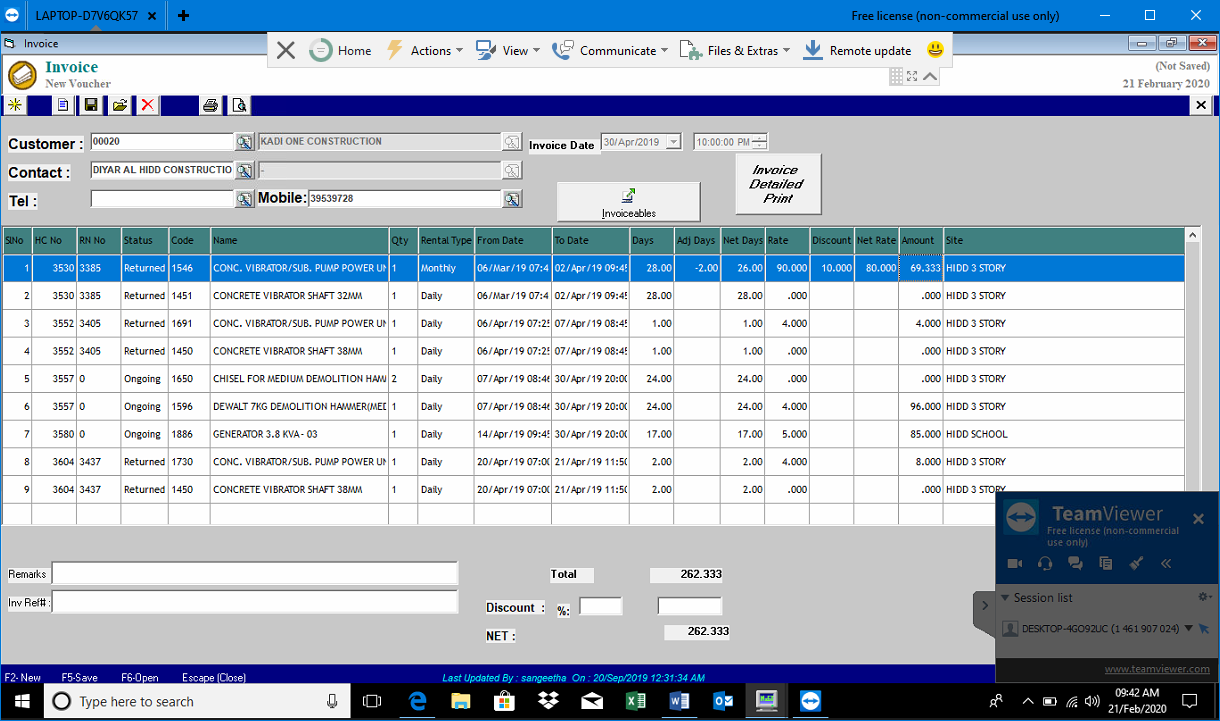 LAPTOP-D7V6QK57
Free license (non-commercial use only)
Invoice
Home Actions View Communicate Files & Extras Remote update
Invoice
New Voucher
(Not Saved)
21 February 2020
Customer : 00020 KADI ONE CONSTRUCTION Invoice Date 30/Apr/2019 10:00:00 PM
Contact : DIYAR AL HIDD CONSTRUCTIO - Invoice Detailed Print
Tel : Mobile: 39539728 Invoiceables
SlNo HC No RN No Status Code Name Qty Rental Type From Date To Date Days Adj Days Net Days Rate Discount Net Rate Amount Site
1 3530 3385 Returned 1546 CONC. VIBRATOR/SUB. PUMP POWER UN 1 Monthly 06/Mar/19 07:4 02/Apr/19 09:45 28.00 -2.00 26.00 90.000 10.000 80.000 69.333 HIDD 3 STORY
2 3530 3385 Returned 1451 CONCRETE VIBRATOR SHAFT 32MM 1 Daily 06/Mar/19 07:4 02/Apr/19 09:45 28.00 28.00 .000 .000 HIDD 3 STORY
3 3552 3405 Returned 1691 CONC. VIBRATOR/SUB. PUMP POWER UN 1 Daily 06/Apr/19 07:25 07/Apr/19 08:45 1.00 1.00 4.000 4.000 HIDD 3 STORY
4 3552 3405 Returned 1450 CONCRETE VIBRATOR SHAFT 38MM 1 Daily 06/Apr/19 07:25 07/Apr/19 08:45 1.00 1.00 .000 .000 HIDD 3 STORY
5 3557 0 Ongoing 1650 CHISEL FOR MEDIUM DEMOLITION HAM 2 Daily 07/Apr/19 08:46 30/Apr/19 20:00 24.00 24.00 .000 .000 HIDD 3 STORY
6 3557 0 Ongoing 1596 DEWALT 7KG DEMOLITION HAMMER(MED 1 Daily 07/Apr/19 08:46 30/Apr/19 20:00 24.00 24.00 4.000 96.000 HIDD 3 STORY
7 3580 0 Ongoing 1886 GENERATOR 3.8 KVA - 03 1 Daily 14/Apr/19 09:45 30/Apr/19 20:00 17.00 17.00 5.000 85.000 HIDD SCHOOL
8 3604 3437 Returned 1730 CONC. VIBRATOR/SUB. PUMP POWER UN 1 Daily 20/Apr/19 07:00 21/Apr/19 11:50 2.00 2.00 4.000 8.000 HIDD 3 STORY
9 3604 3437 Returned 1450 CONCRETE VIBRATOR SHAFT 38MM 1 Daily 20/Apr/19 07:00 21/Apr/19 11:50 2.00 2.00 .000 .000 HIDD 3 STORY
TeamViewer
Free license (non-commercial use only)
Session list
DESKTOP-4GO92UC (1 461 907 024)
www.teamviewer.com
Remarks Total 262.333
Inv Ref# : Discount : %:
NET : 262.333
F2- New F5-Save F6-Open Escape (Close) Last Updated By : sangeetha On : 20/Sep/2019 12:31:34 AM
Type here to search
09:42 AM
21/Feb/2020